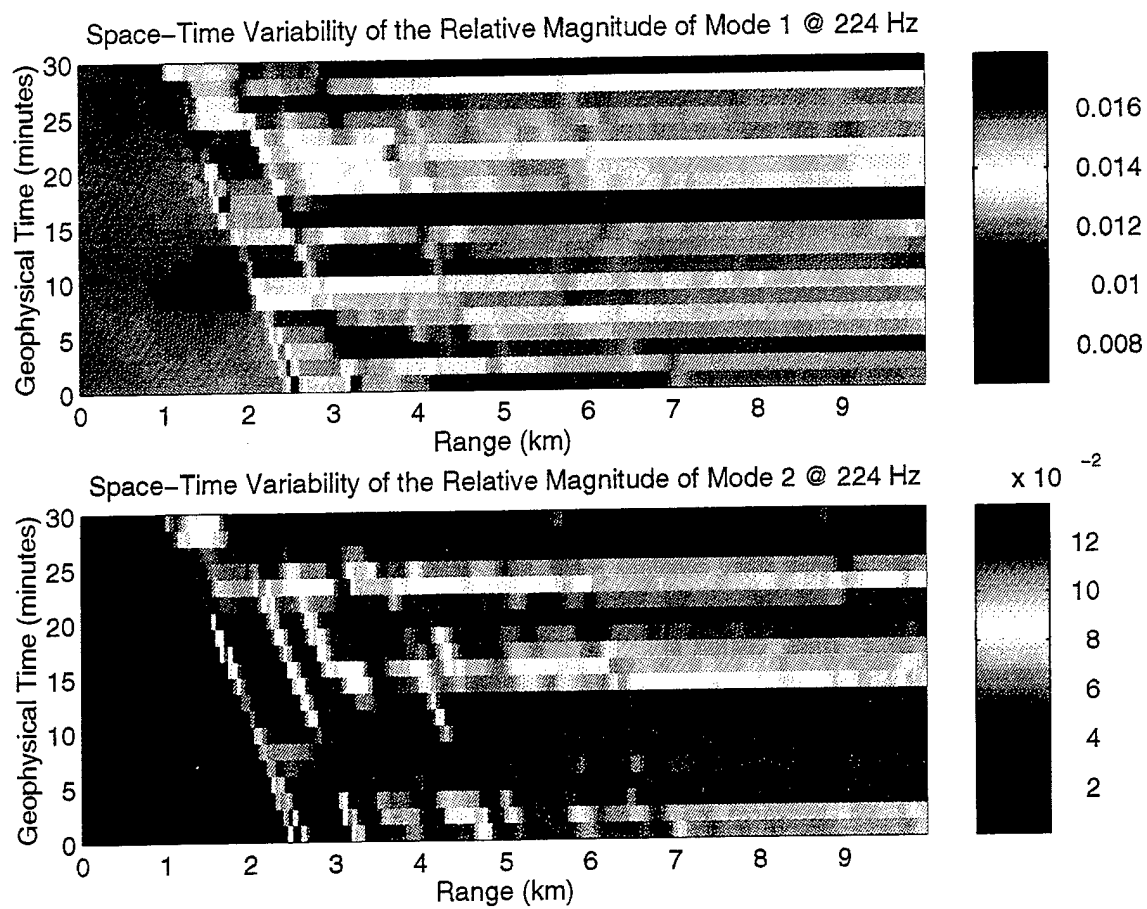 Space–Time Variability of the Relative Magnitude of Mode 1 @ 224 Hz
Geophysical Time (minutes)
30
25
20
15
10
5
0
0 1 2 3 4 5 6 7 8 9
Range (km)
0.016
0.014
0.012
0.01
0.008
Space–Time Variability of the Relative Magnitude of Mode 2 @ 224 Hz
x 10 -2
Geophysical Time (minutes)
30
25
20
15
10
5
0
0 1 2 3 4 5 6 7 8 9
Range (km)
12
10
8
6
4
2